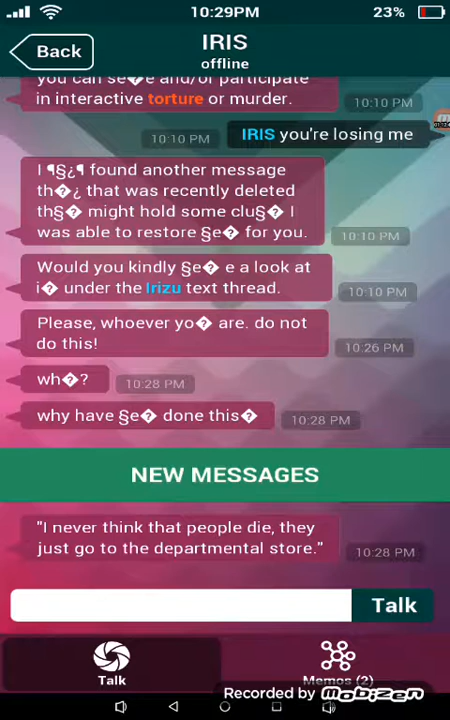 10:29PM
23%
Back
IRIS
offline
you can se�e and/or participate
in interactive torture or murder.
10:10 PM
10:10 PM
IRIS you're losing me
I ¶§¿¶ found another message
th�¿ that was recently deleted
th§� might hold some clu§� I
was able to restore §e� for you.
10:10 PM
Would you kindly §e� e a look at
i� under the Irizu text thread.
10:10 PM
Please, whoever yo� are. do not
do this!
10:26 PM
wh�?
10:28 PM
why have §e� done this�
10:28 PM
NEW MESSAGES
"I never think that people die, they
just go to the departmental store."
10:28 PM
Talk
Talk
Memos (2)
Recorded by mobizen